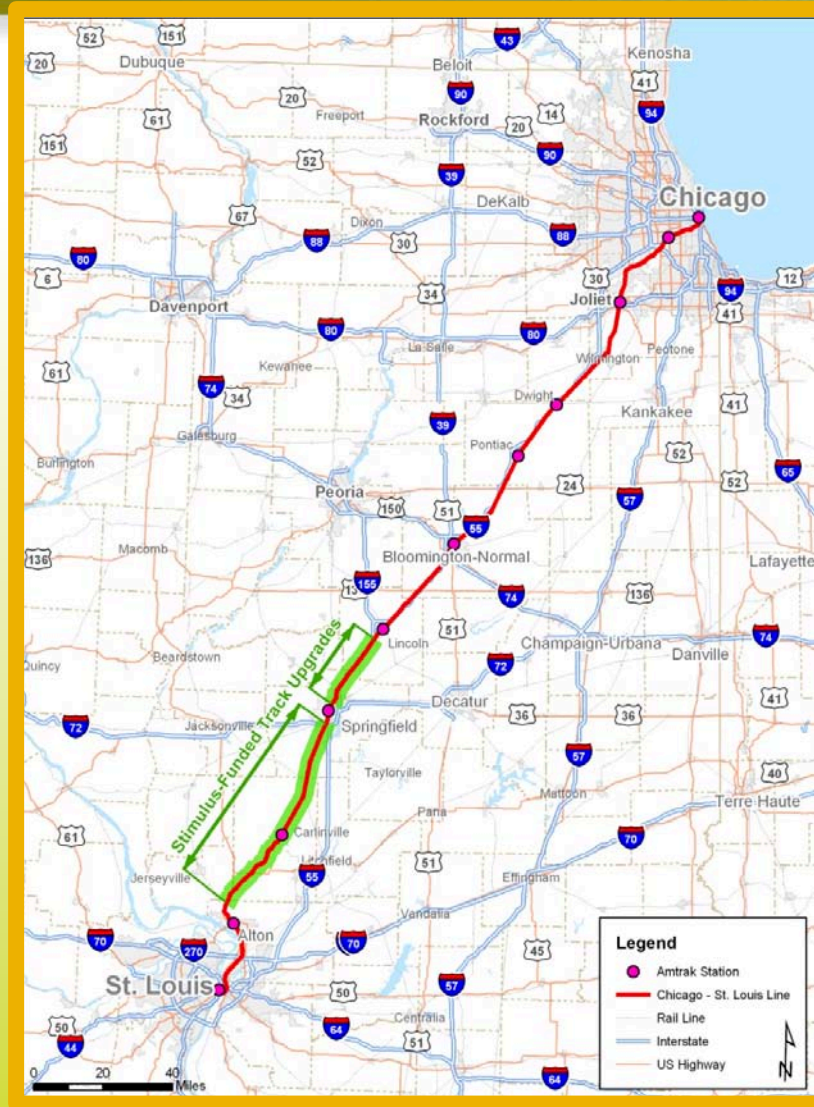 52
151
Dubuque
20
61
151
20
Freeport
52
67
Beloit
90
Rockford
20
14
90
39
43
Kenosha
41
94
Chicago
DeKalb
88
Dixon
30
88
80
6
Davenport
34
30
Joliet
94
12
41
80
La Salle
80
Wilmington
Peotone
61
Kewanee
74
34
39
Dwight
Kankakee
41
Galesburg
Pontiac
52
52
65
Burlington
24
57
Peoria
150
51
55
Bloomington-Normal
136
Macomb
155
74
136
Lafayette
51
Lincoln
Champaign-Urbana
74
Danville
Quincy
Beardstown
72
Decatur
41
72
Jacksonville
Springfield
36
36
Stimulus-Funded Track Upgrades
57
Taylorville
40
Mattoon
Terre Haute
Pana
61
Carlinville
70
Litchfield
51
Jerseyville
55
Effingham
Alton
Vandalia
70
270
70
45
St. Louis
50
57
50
Centralia
44
64
51
64
Legend
Amtrak Station
Chicago - St. Louis Line
Rail Line
Interstate
US Highway
N
0 20 40
Miles